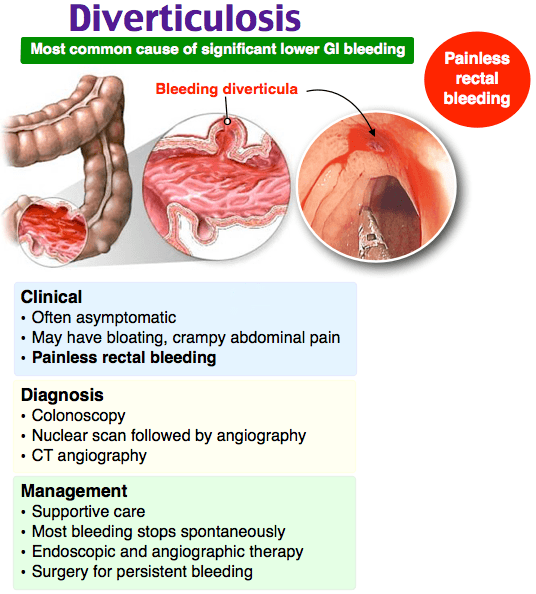 Diverticulosis
Most common cause of significant lower GI bleeding
Painless
rectal
bleeding
Bleeding diverticula
Clinical
• Often asymptomatic
• May have bloating, crampy abdominal pain
• Painless rectal bleeding
Diagnosis
• Colonoscopy
• Nuclear scan followed by angiography
• CT angiography
Management
• Supportive care
• Most bleeding stops spontaneously
• Endoscopic and angiographic therapy
• Surgery for persistent bleeding